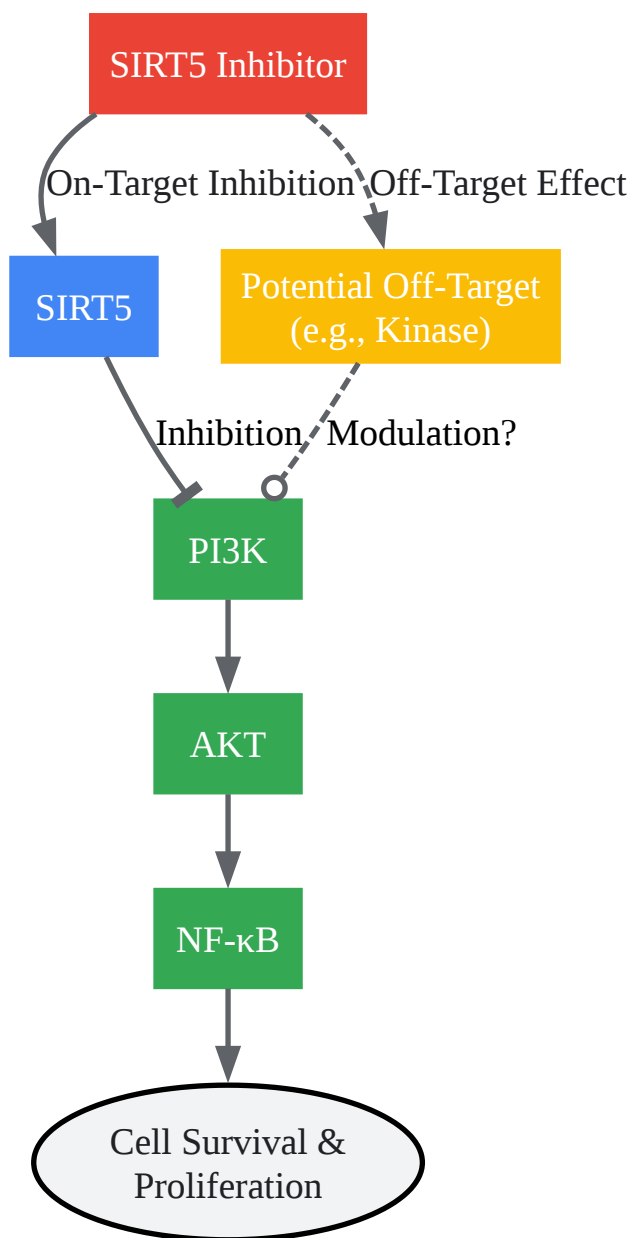 SIRT5 Inhibitor
On-Target Inhibition
Off-Target Effect
SIRT5
Potential Off-Target
(e.g., Kinase)
Inhibition
Modulation?
PI3K
AKT
NF-κB
Cell Survival &
Proliferation